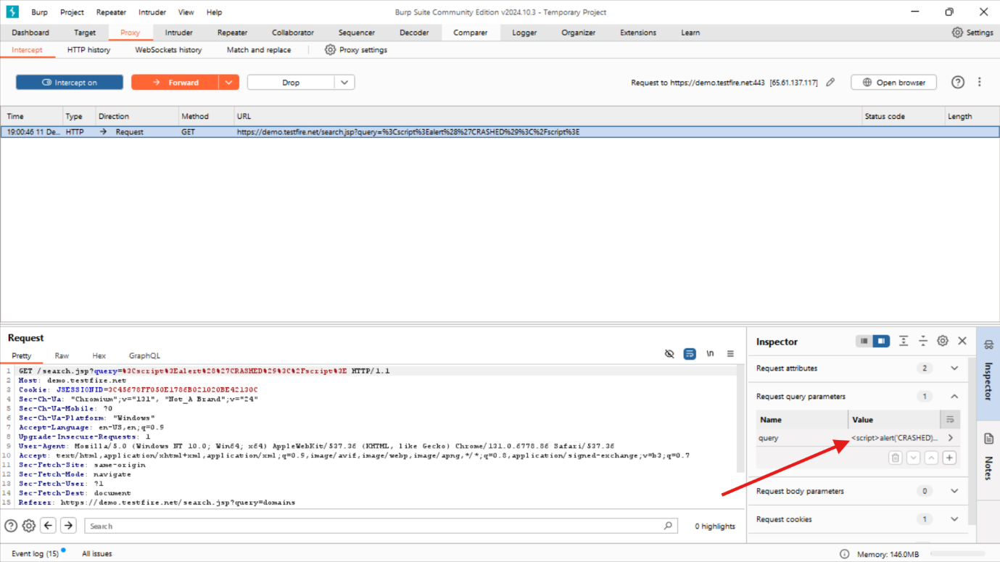 Burp Project Repeater Intruder View Help Burp Suite Community Edition v2024.10.3 - Temporary Project
Dashboard Target Proxy Intruder Repeater Collaborator Sequencer Decoder Comparer Logger Organizer Extensions Learn Settings
Intercept HTTP history WebSockets history Match and replace Proxy settings
Intercept on Forward Drop Request to https://demo.testfire.net:443 [65.61.137.117] Open browser
Time Type Direction Method URL Status code Length
19:00:46 11 De... HTTP → Request GET https://demo.testfire.net/search.jsp?query=%3Cscript%3Ealert%28%27CRASHED%29%3C%2Fscript%3E
Request
Pretty Raw Hex GraphQL \n
1 GET /search.jsp?query=%3Cscript%3Ealert%28%27CRASHED%29%3C%2Fscript%3E HTTP/1.1
2 Host: demo.testfire.net
3 Cookie: JSESSIONID=3C45678FF050E1786B021020BE42130C
4 Sec-Ch-Ua: "Chromium";v="131", "Not_A Brand";v="24"
5 Sec-Ch-Ua-Mobile: ?0
6 Sec-Ch-Ua-Platform: "Windows"
7 Accept-Language: en-US,en;q=0.9
8 Upgrade-Insecure-Requests: 1
9 User-Agent: Mozilla/5.0 (Windows NT 10.0; Win64; x64) AppleWebKit/537.36 (KHTML, like Gecko) Chrome/131.0.6778.86 Safari/537.36
10 Accept: text/html,application/xhtml+xml,application/xml;q=0.9,image/avif,image/webp,image/apng,*/*;q=0.8,application/signed-exchange;v=b3;q=0.7
11 Sec-Fetch-Site: same-origin
12 Sec-Fetch-Mode: navigate
13 Sec-Fetch-User: ?1
14 Sec-Fetch-Dest: document
15 Referer: https://demo.testfire.net/search.jsp?query=domains
Search 0 highlights
Inspector
Request attributes 2
Request query parameters 1
Name Value
query <script>alert('CRASHED)...
Request body parameters 0
Request cookies 1
Inspector
Notes
Event log (15) All issues Memory: 146.0MB